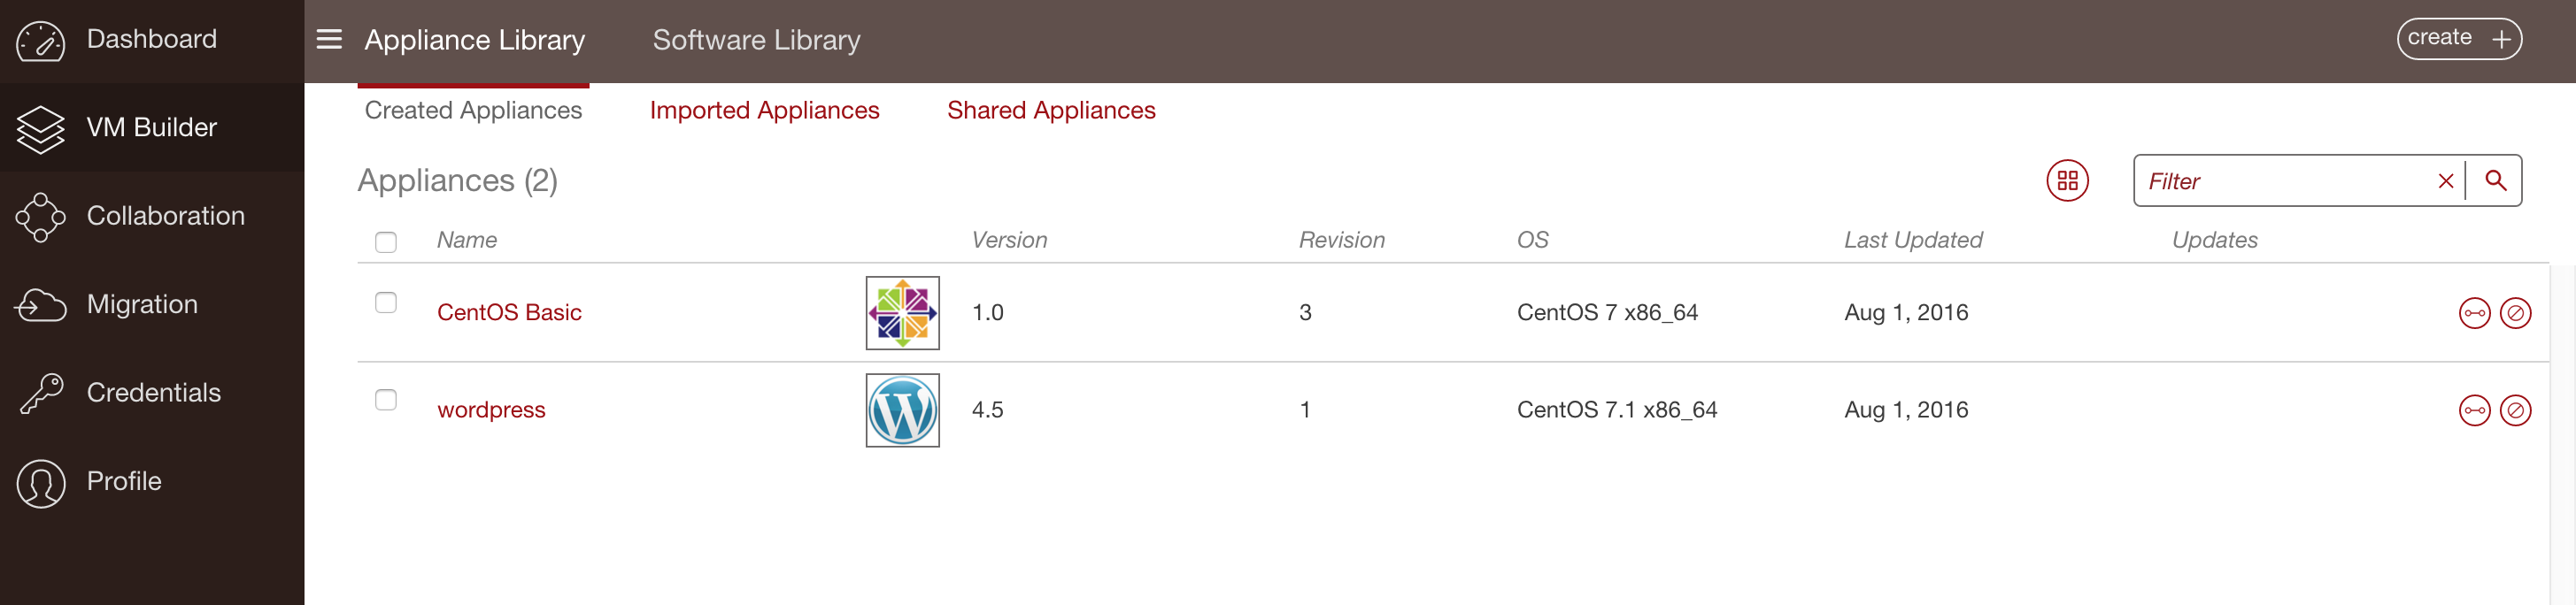 Dashboard
VM Builder
Collaboration
Migration
Credentials
Profile
Appliance Library Software Library create
Created Appliances Imported Appliances Shared Appliances
Appliances (2) Filter
Name Version Revision OS Last Updated Updates
CentOS Basic 1.0 3 CentOS 7 x86_64 Aug 1, 2016
wordpress W 4.5 1 CentOS 7.1 x86_64 Aug 1, 2016